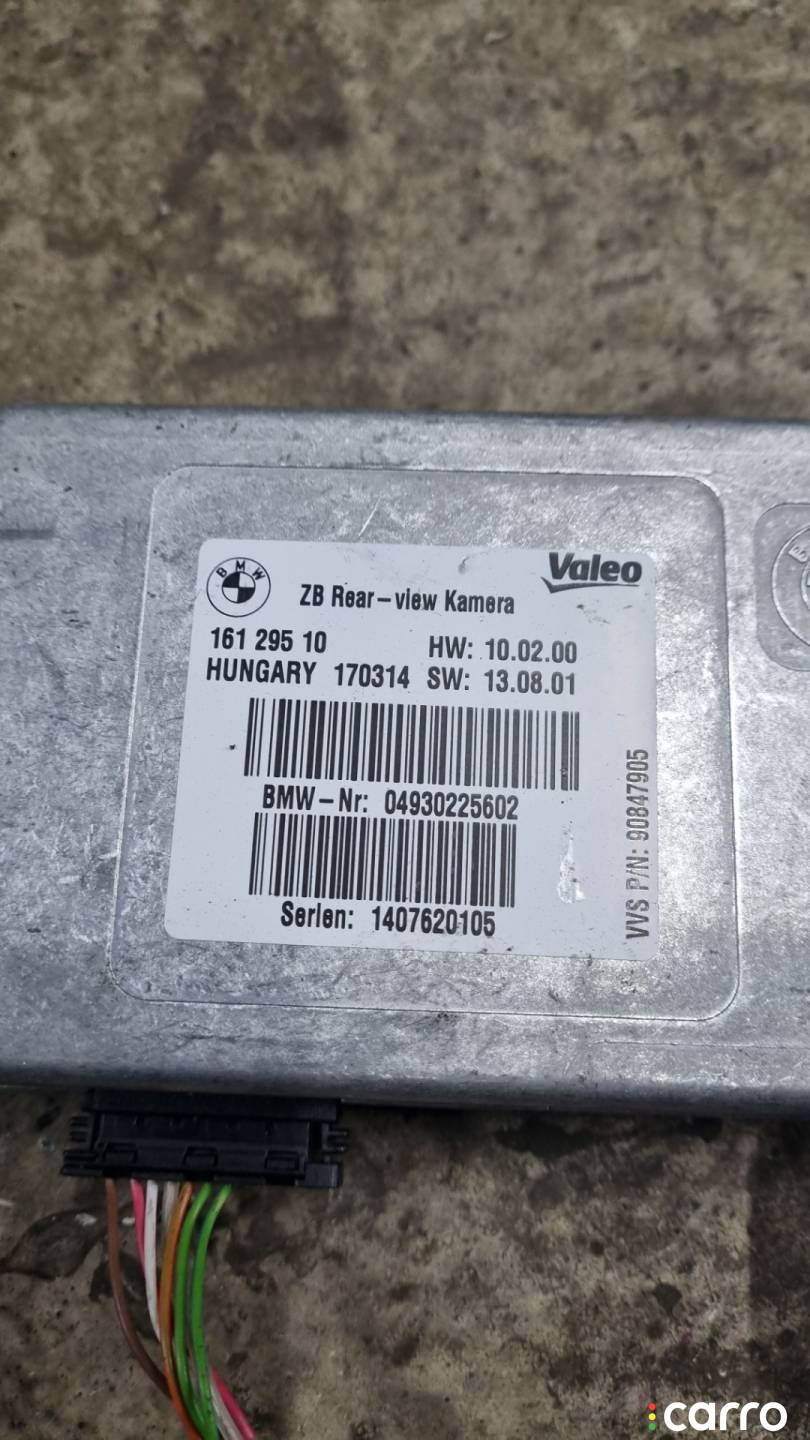 BMW
ZB Rear-view Kamera
Valeo
161 295 10
HW: 10.02.00
HUNGARY 170314 SW: 13.08.01
BMW-Nr: 04930225602
Serien: 1407620105
VVS P/N: 90847905
carro